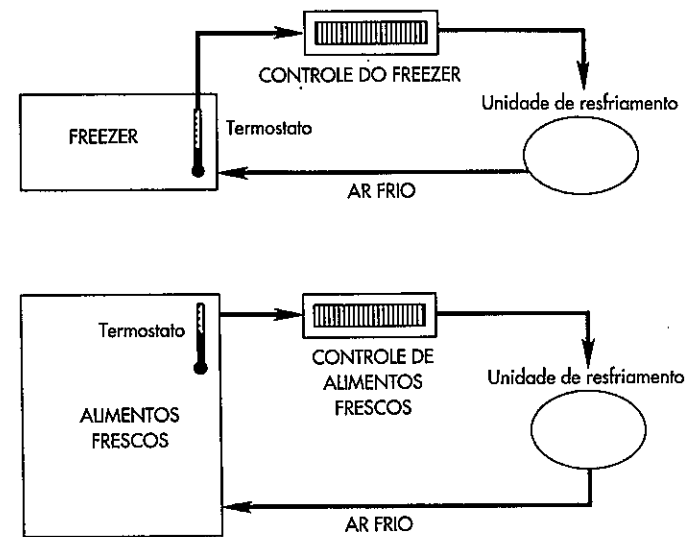 CONTROLE DO FREEZER
Unidade de resfriamento
FREEZER
Termostato
AR FRIO
Termostato
CONTROLE DE
ALIMENTOS
FRESCOS
Unidade de resfriamento
ALIMENTOS
FRESCOS
AR FRIO